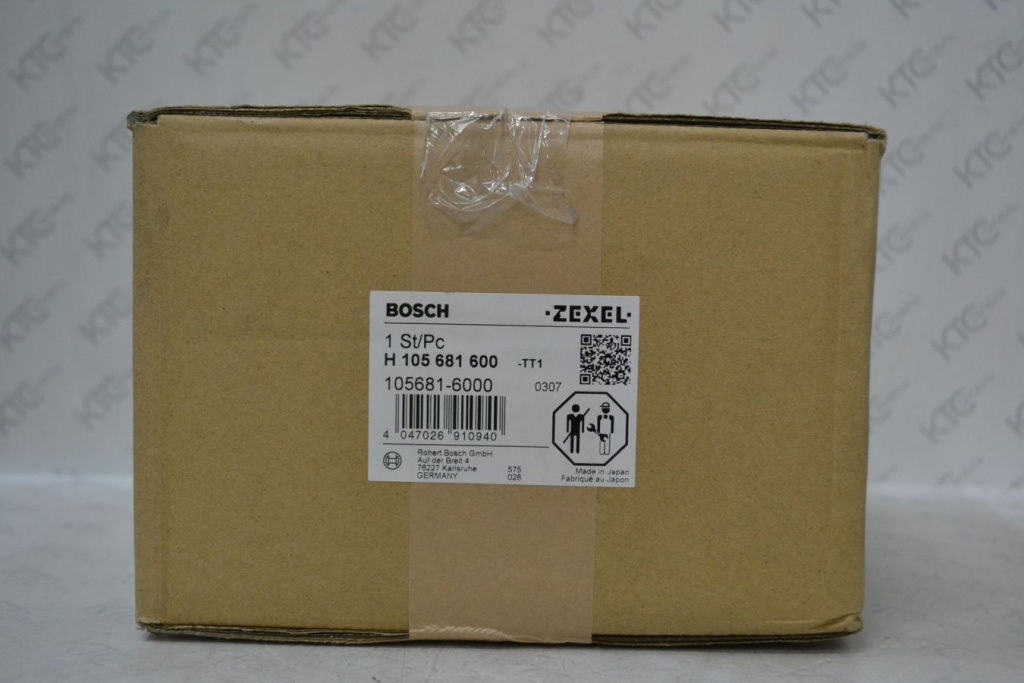 BOSCH
·ZEXEL·
1 St/Pc
H 105 681 600 -TT1
105681-6000 0307
4 047026 910940
Robert Bosch GmbH
Auf der Breit 4
76227 Karlsruhe 575
GERMANY 028
Made in Japan
Fabriqué au Japon
KTC